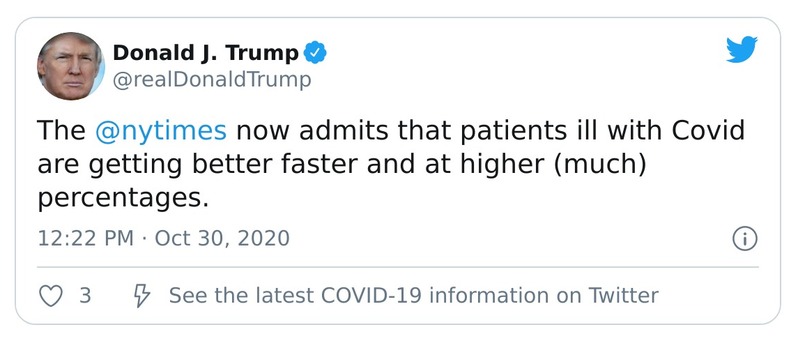 Donald J. Trump
@realDonaldTrump
The @nytimes now admits that patients ill with Covid
are getting better faster and at higher (much)
percentages.
12:22 PM · Oct 30, 2020
3
See the latest COVID-19 information on Twitter